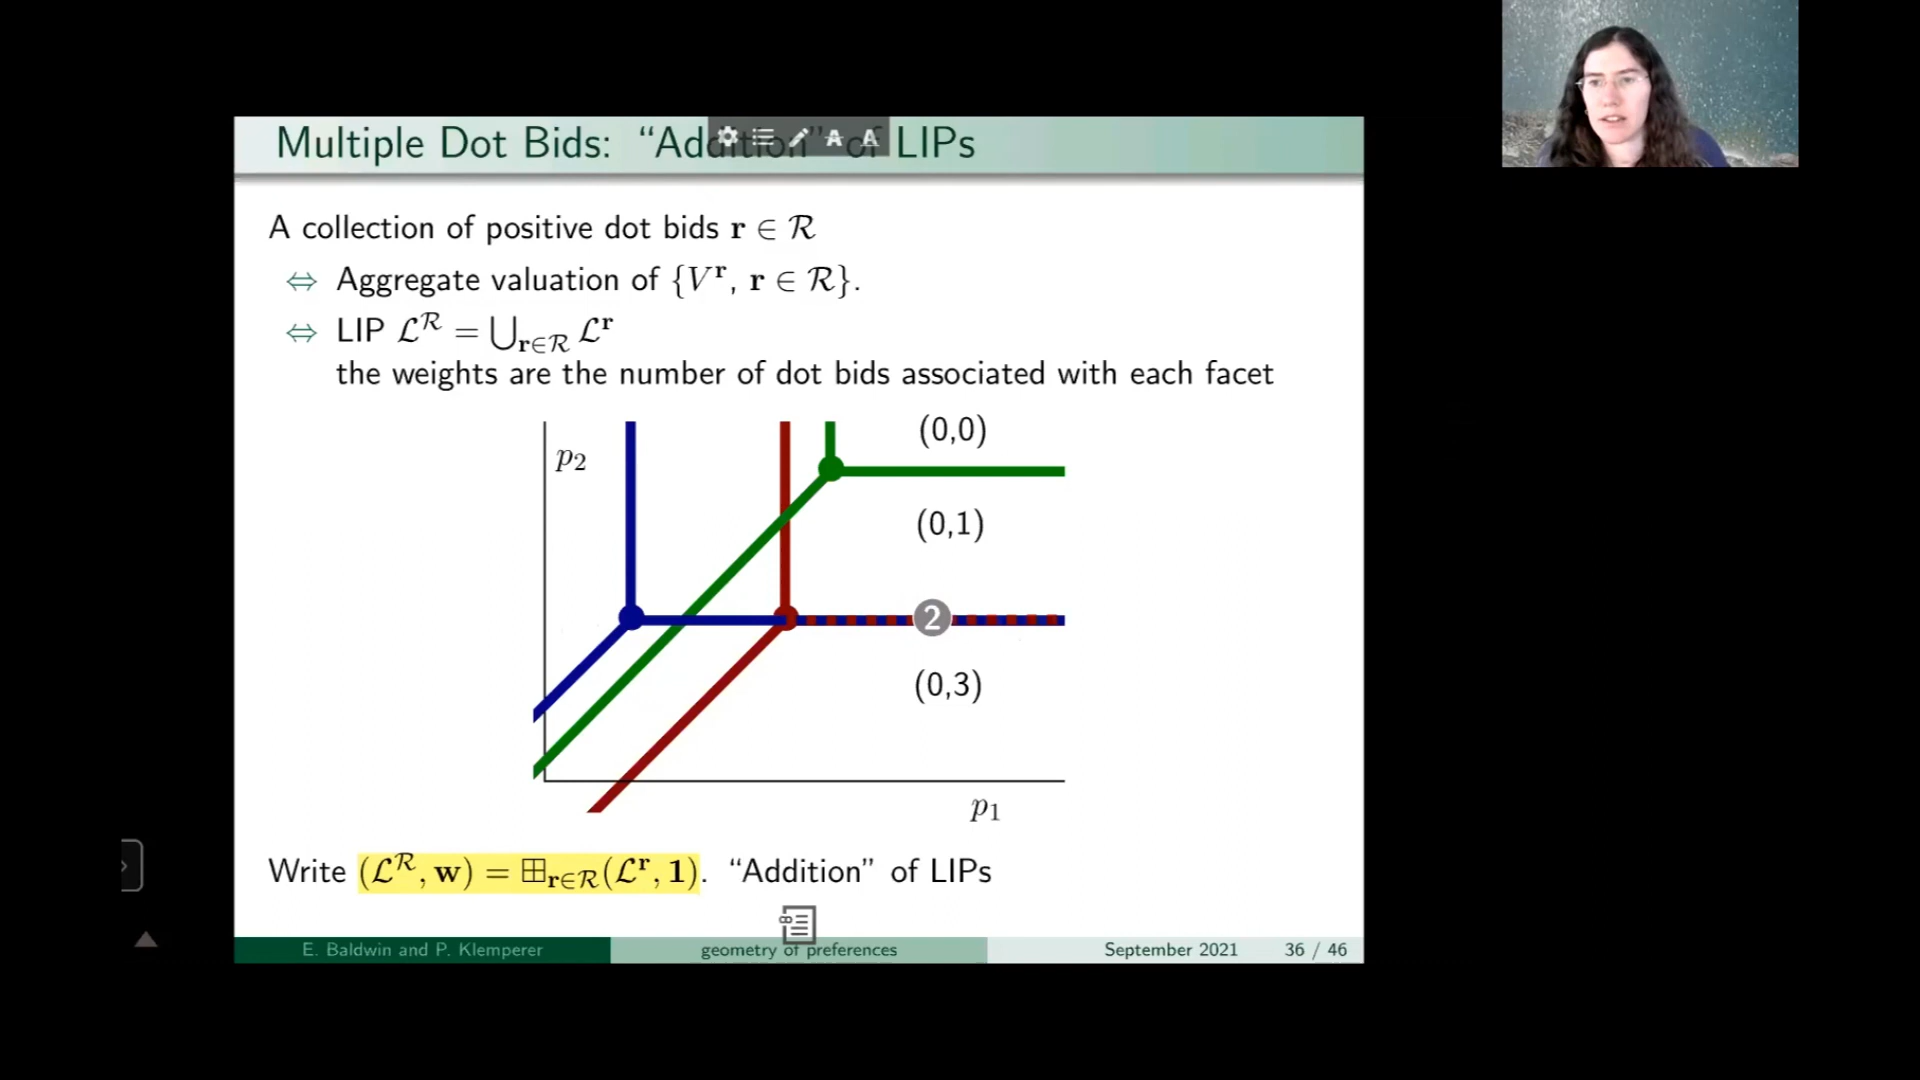 Multiple Dot Bids: “Addition” of LIPs
A collection of positive dot bids r ∈ ℛ
⇔ Aggregate valuation of {V^r, r ∈ ℛ}.
⇔ LIP ℒ^ℛ = ⋃_{r∈ℛ} ℒ^r
the weights are the number of dot bids associated with each facet
(0,0)
p₂
(0,1)
2
(0,3)
p₁
Write (ℒ^ℛ, w) = ⊞_{r∈ℛ}(ℒ^r, 1). “Addition” of LIPs
E. Baldwin and P. Klemperer geometry of preferences September 2021 36 / 46